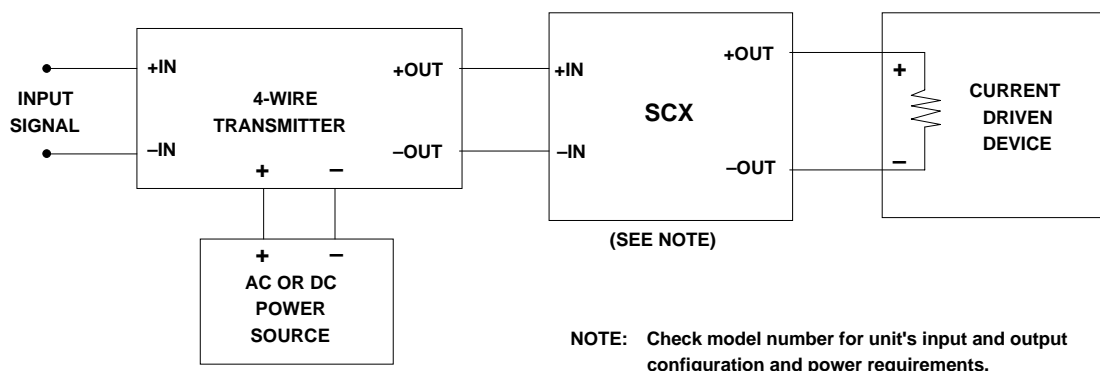 INPUT
SIGNAL
+IN
–IN
4-WIRE
TRANSMITTER
+OUT
–OUT
+
–
+
–
AC OR DC
POWER
SOURCE
+IN
–IN
SCX
+OUT
–OUT
(SEE NOTE)
+
–
CURRENT
DRIVEN
DEVICE
NOTE: Check model number for unit's input and output
configuration and power requirements.